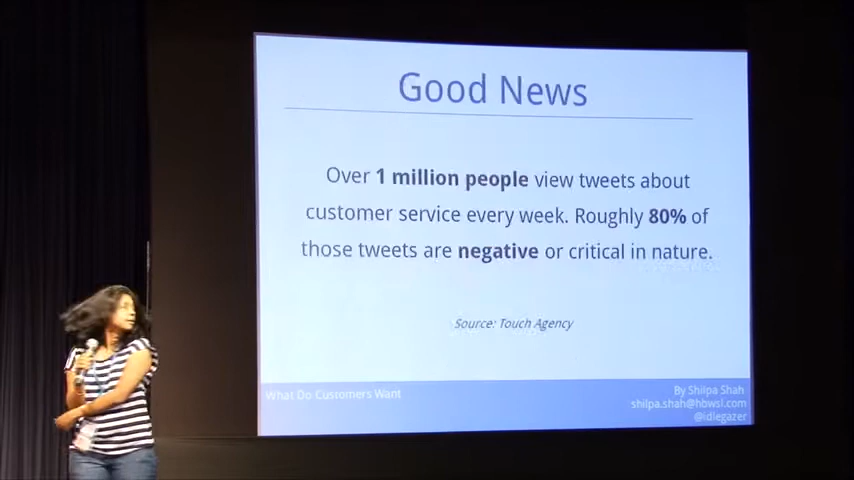 Good News
Over 1 million people view tweets about
customer service every week. Roughly 80% of
those tweets are negative or critical in nature.
Source: Touch Agency
What Do Customers Want
By Shilpa Shah
shilpa.shah@hbwsl.com
@idlegazer